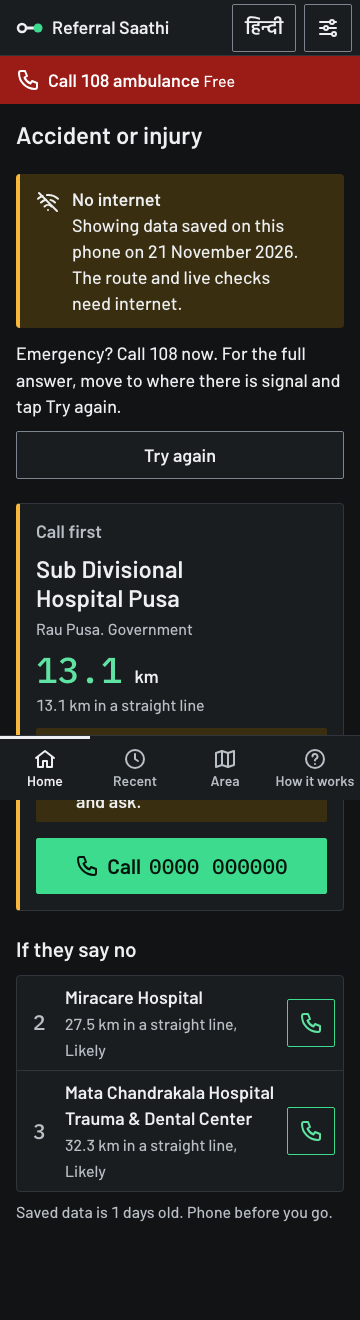 Referral Saathi
हिन्दी
Call 108 ambulance Free
Accident or injury
No internet
Showing data saved on this
phone on 21 November 2026.
The route and live checks
need internet.
Emergency? Call 108 now. For the full
answer, move to where there is signal and
tap Try again.
Try again
Call first
Sub Divisional
Hospital Pusa
Rau Pusa. Government
13.1 km
13.1 km in a straight line
Home
Recent
Area
How it works
and ask.
Call 0000 000000
If they say no
2
Miracare Hospital
27.5 km in a straight line,
Likely
3
Mata Chandrakala Hospital
Trauma & Dental Center
32.3 km in a straight line,
Likely
Saved data is 1 days old. Phone before you go.